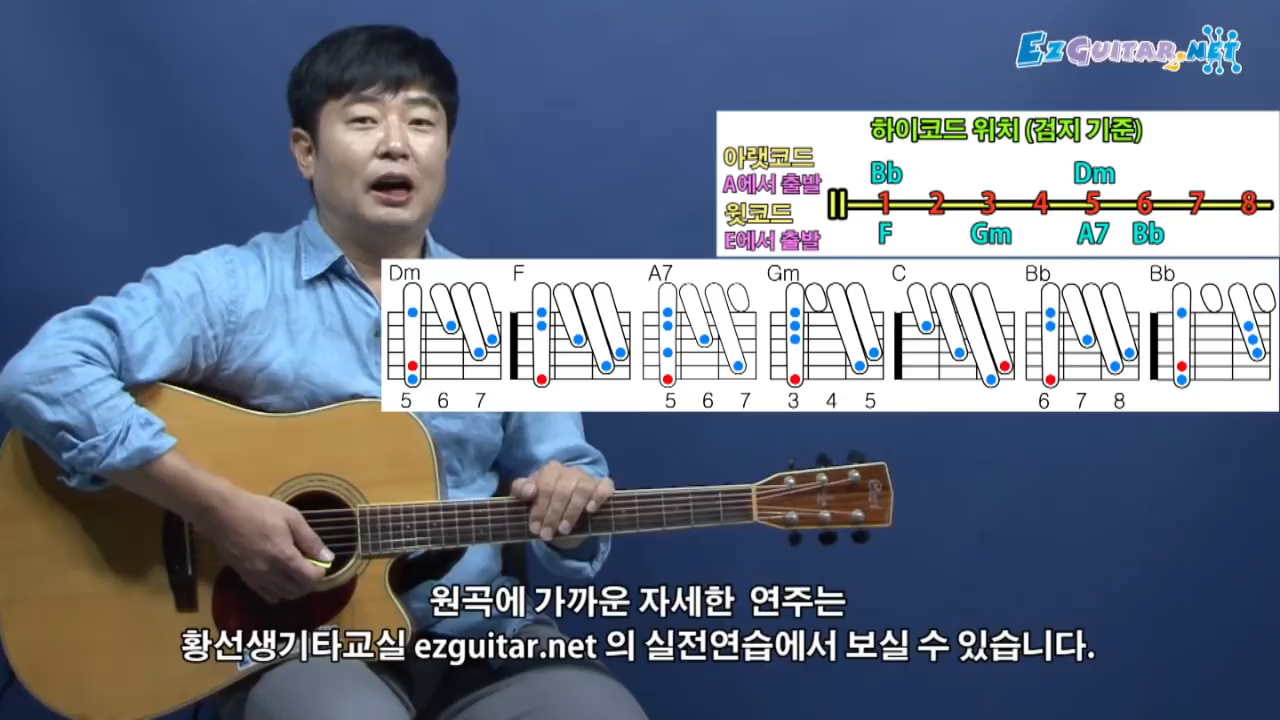 EzGuitar.NET
하이코드 위치 (검지 기준)
아랫코드
A에서 출발
Bb Dm
1 2 3 4 5 6 7 8
윗코드
E에서 출발
F Gm A7 Bb
Dm F A7 Gm C Bb Bb
5 6 7 5 6 7 3 4 5 6 7 8
원곡에 가까운 자세한 연주는
황선생기타교실 ezguitar.net 의 실전연습에서 보실 수 있습니다.